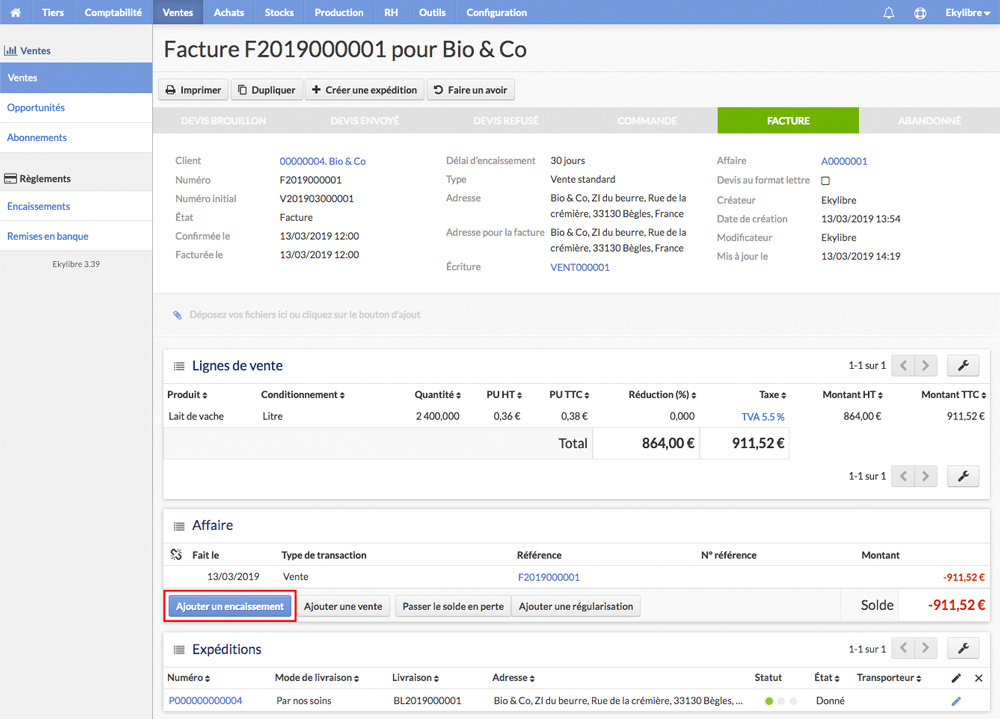 Tiers Comptabilité Ventes Achats Stocks Production RH Outils Configuration Ekylibre
Ventes
Ventes
Opportunités
Abonnements
Règlements
Encaissements
Remises en banque
Ekylibre 3.39
Facture F2019000001 pour Bio & Co
Imprimer Dupliquer Créer une expédition Faire un avoir
DEVIS BROUILLON DEVIS ENVOYÉ DEVIS REFUSÉ COMMANDE FACTURE ABANDONNÉ
Client 00000004. Bio & Co
Numéro F2019000001
Numéro initial V201903000001
État Facture
Confirmée le 13/03/2019 12:00
Facturée le 13/03/2019 12:00
Délai d'encaissement 30 jours
Type Vente standard
Adresse Bio & Co, ZI du beurre, Rue de la
crémière, 33130 Bègles, France
Adresse pour la facture Bio & Co, ZI du beurre, Rue de la
crémière, 33130 Bègles, France
Écriture VENT000001
Affaire A0000001
Devis au format lettre
Créateur Ekylibre
Date de création 13/03/2019 13:54
Modificateur Ekylibre
Mis à jour le 13/03/2019 14:19
Déposez vos fichiers ici ou cliquez sur le bouton d'ajout
Lignes de vente 1-1 sur 1
Produit Conditionnement Quantité PU HT PU TTC Réduction (%) Taxe Montant HT Montant TTC
Lait de vache Litre 2 400,000 0,36 € 0,38 € 0,000 TVA 5.5 % 864,00 € 911,52 €
Total 864,00 € 911,52 €
1-1 sur 1
Affaire
Fait le Type de transaction Référence N° référence Montant
13/03/2019 Vente F2019000001 -911,52 €
Ajouter un encaissement Ajouter une vente Passer le solde en perte Ajouter une régularisation Solde -911,52 €
Expéditions 1-1 sur 1
Numéro Mode de livraison Livraison Adresse Statut État Transporteur
P000000000004 Par nos soins BL2019000001 Bio & Co, ZI du beurre, Rue de la crémière, 33130 Bègles, ... Donné